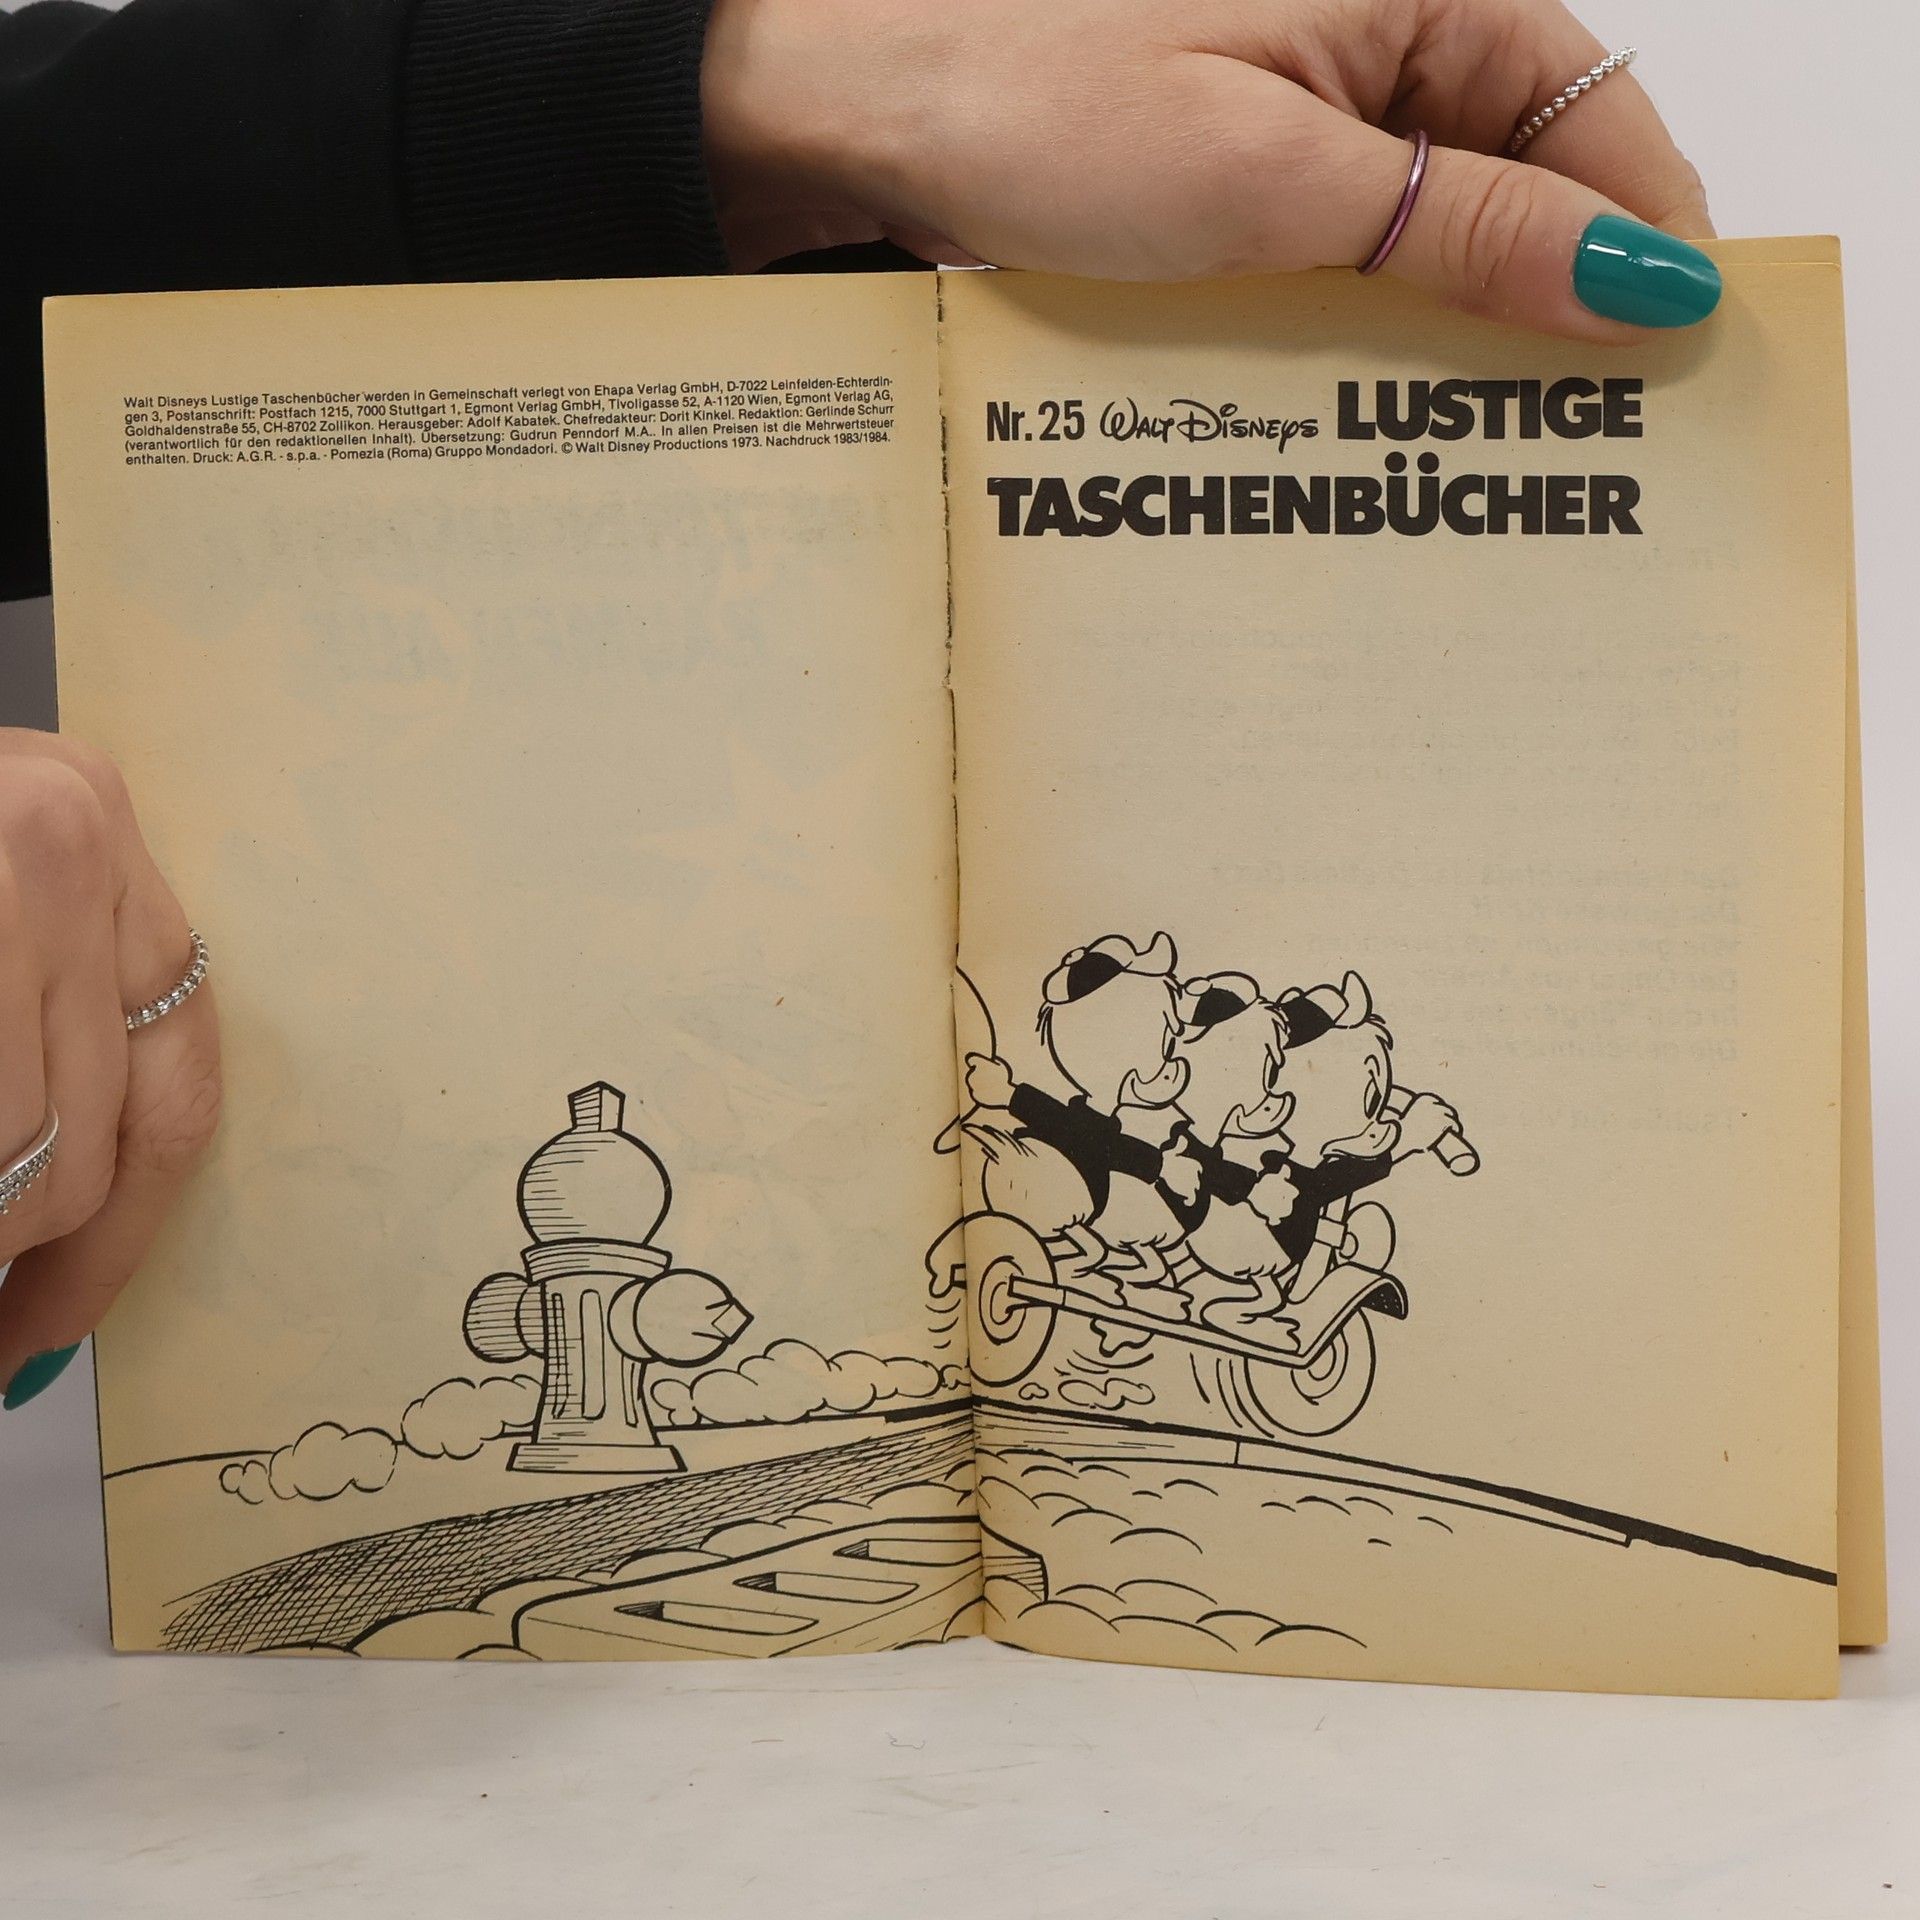 Walt Disneys Lustige Taschenbücher werden in Gemeinschaft verlegt von Ehapa Verlag GmbH, D-7022 Leinfelden-Echterdin-
gen 3, Postanschrift: Postfach 1215, 7000 Stuttgart 1, Egmont Verlag GmbH, Tivoligasse 52, A-1120 Wien, Egmont Verlag AG,
Goldhaldenstraße 55, CH-8702 Zollikon. Herausgeber: Adolf Kabatek. Chefredakteur: Dorit Kinkel. Redaktion: Gerlinde Schurr
(verantwortlich für den redaktionellen Inhalt). Übersetzung: Gudrun Penndorf M.A.. In allen Preisen ist die Mehrwertsteuer
enthalten. Druck: A.G.R. - s.p.a. - Pomezia (Roma) Gruppo Mondadori. © Walt Disney Productions 1973. Nachdruck 1983/1984.
Nr. 25 WALT DISNEYS LUSTIGE
TASCHENBÜCHER